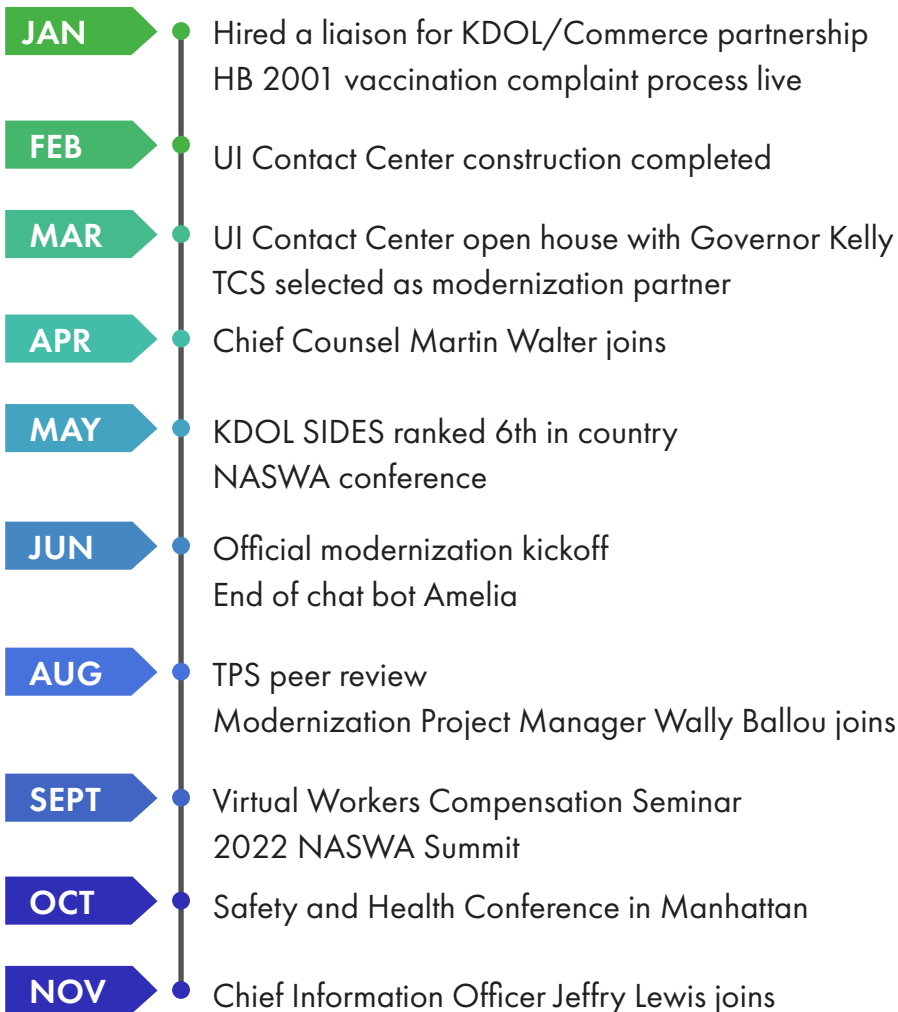 JAN
Hired a liaison for KDOL/Commerce partnership
HB 2001 vaccination complaint process live
FEB
UI Contact Center construction completed
MAR
UI Contact Center open house with Governor Kelly
TCS selected as modernization partner
APR
Chief Counsel Martin Walter joins
MAY
KDOL SIDES ranked 6th in country
NASWA conference
JUN
Official modernization kickoff
End of chat bot Amelia
AUG
TPS peer review
Modernization Project Manager Wally Ballou joins
SEPT
Virtual Workers Compensation Seminar
2022 NASWA Summit
OCT
Safety and Health Conference in Manhattan
NOV
Chief Information Officer Jeffry Lewis joins